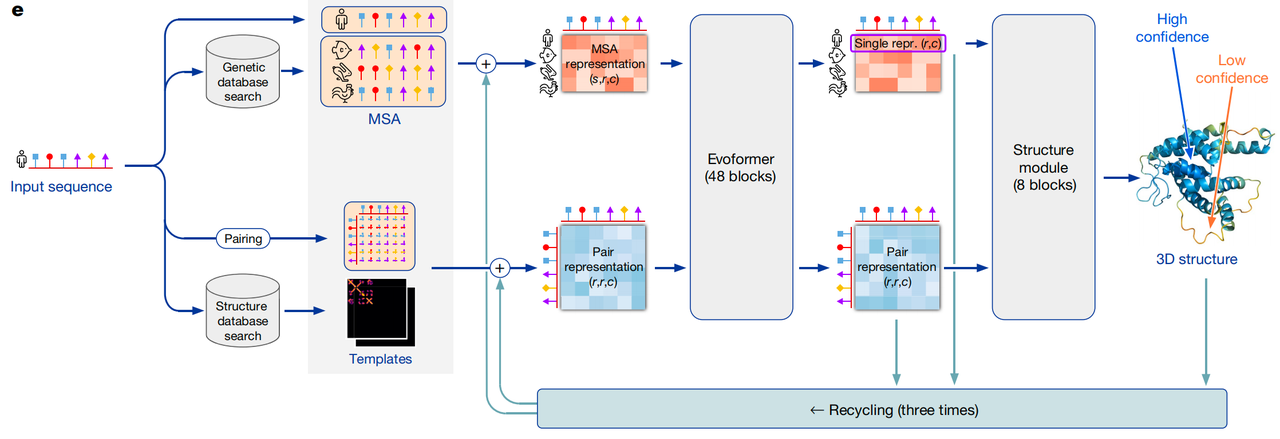 e
Input sequence
Genetic
database
search
MSA
Pairing
Structure
database
search
Templates
+
+
MSA
representation
(s,r,c)
Pair
representation
(r,r,c)
Evoformer
(48 blocks)
Single repr. (r,c)
Pair
representation
(r,r,c)
Structure
module
(8 blocks)
High
confidence
Low
confidence
3D structure
← Recycling (three times)